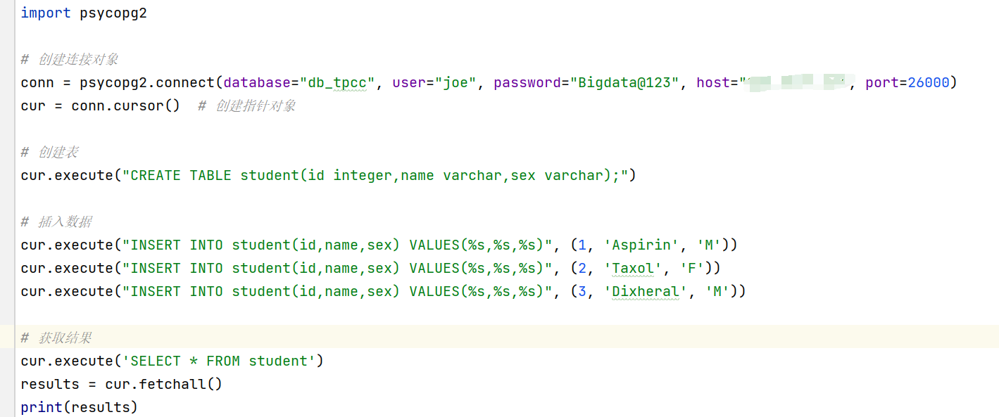 import psycopg2
# 创建连接对象
conn = psycopg2.connect(database="db_tpcc", user="joe", password="Bigdata@123", host=" , port=26000)
cur = conn.cursor()  # 创建指针对象
# 创建表
cur.execute("CREATE TABLE student(id integer,name varchar,sex varchar);")
# 插入数据
cur.execute("INSERT INTO student(id,name,sex) VALUES(%s,%s,%s)", (1, 'Aspirin', 'M'))
cur.execute("INSERT INTO student(id,name,sex) VALUES(%s,%s,%s)", (2, 'Taxol', 'F'))
cur.execute("INSERT INTO student(id,name,sex) VALUES(%s,%s,%s)", (3, 'Dixheral', 'M'))
# 获取结果
cur.execute('SELECT * FROM student')
results = cur.fetchall()
print(results)